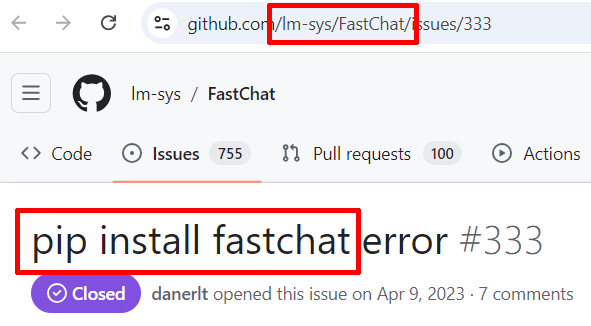 github.com/lm-sys/FastChat/issues/333
lm-sys / FastChat
Code Issues 755 Pull requests 100 Actions
pip install fastchat error #333
Closed danerlt opened this issue on Apr 9, 2023 · 7 comments